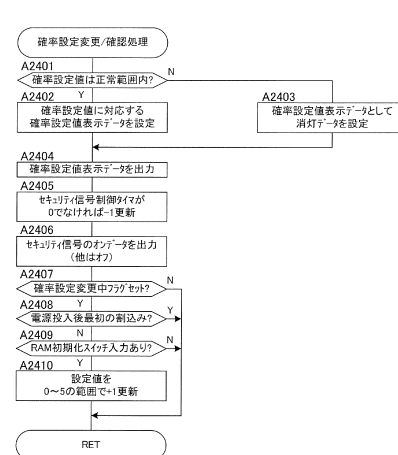 確率設定変更/確認処理
A2401
確率設定値は正常範囲内?
N
Y
A2402
確率設定値に対応する
確率設定値表示データを設定
A2403
確率設定値表示データとして
消灯データを設定
A2404
確率設定値表示データを出力
A2405
セキュリティ信号制御タイマが
0でなければ-1更新
A2406
セキュリティ信号のオンデータを出力
(他はオフ)
A2407
確率設定変更中フラグセット?
N
A2408
Y
電源投入後最初の割込み?
Y
A2409
N
RAM初期化スイッチ入力あり?
N
A2410
Y
設定値を
0~5の範囲で+1更新
RET